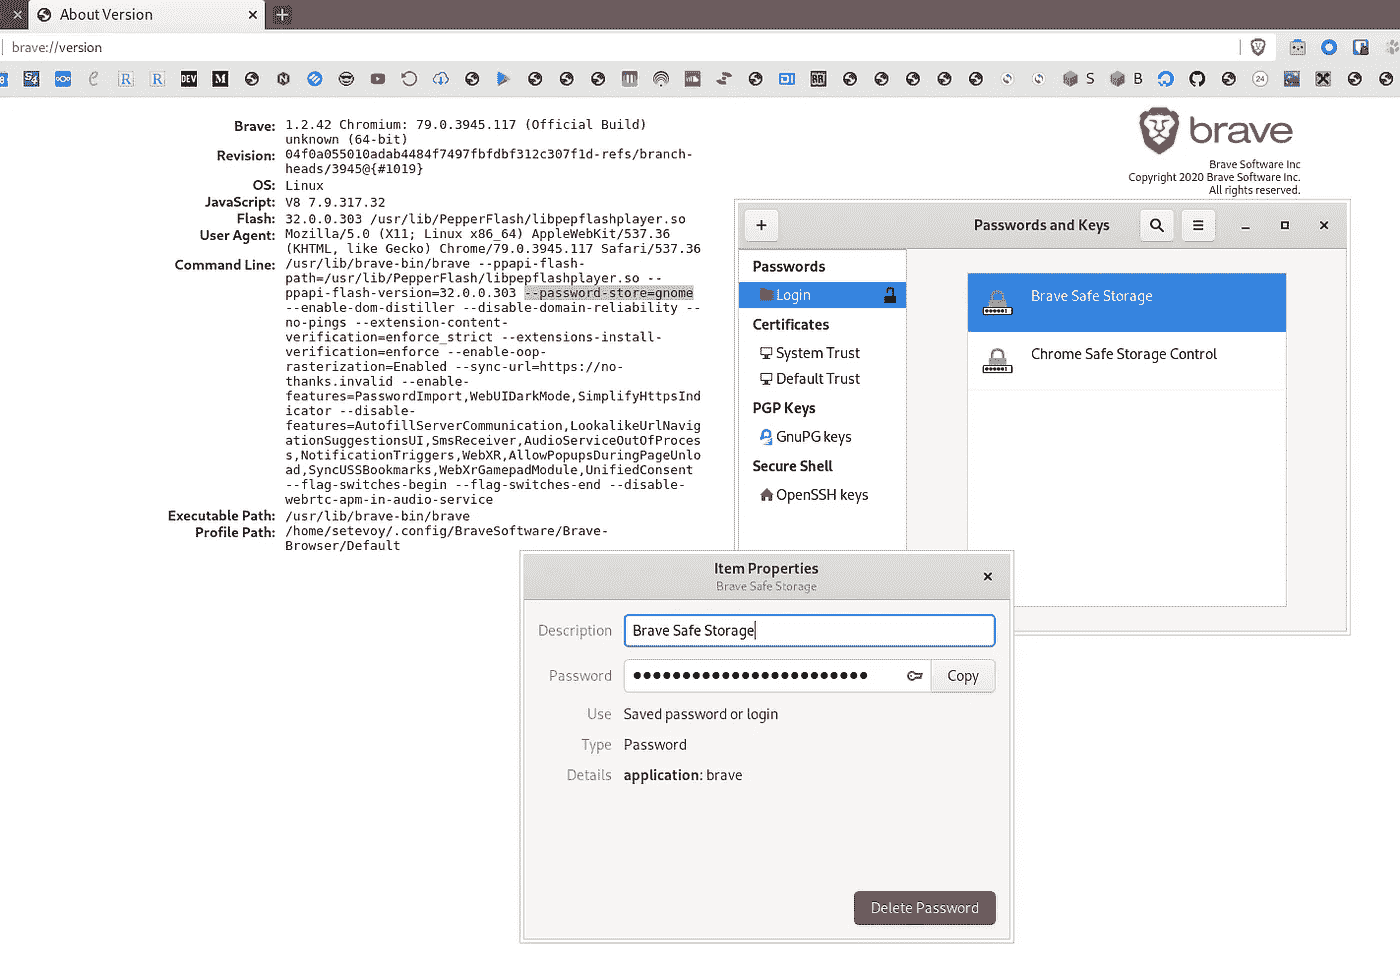 About Version
brave://version
S
B
24
DEV
M
RR
Brave: 1.2.42 Chromium: 79.0.3945.117 (Official Build)
unknown (64-bit)
Revision: 04f0a055010adab4484f7497fbfdbf312c307f1d-refs/branch-
heads/3945@{#1019}
OS: Linux
JavaScript: V8 7.9.317.32
Flash: 32.0.0.303 /usr/lib/PepperFlash/libpepflashplayer.so
User Agent: Mozilla/5.0 (X11; Linux x86_64) AppleWebKit/537.36
(KHTML, like Gecko) Chrome/79.0.3945.117 Safari/537.36
Command Line: /usr/lib/brave-bin/brave --ppapi-flash-
path=/usr/lib/PepperFlash/libpepflashplayer.so --
ppapi-flash-version=32.0.0.303 --password-store=gnome
--enable-dom-distiller --disable-domain-reliability --
no-pings --extension-content-
verification=enforce_strict --extensions-install-
verification=enforce --enable-oop-
rasterization=Enabled --sync-url=https://no-
thanks.invalid --enable-
features=PasswordImport,WebUIDarkMode,SimplifyHttpsInd
icator --disable-
features=AutofillServerCommunication,LookalikeUrlNavig
ationSuggestionsUI,SmsReceiver,AudioServiceOutOfProces
s,NotificationTriggers,WebXR,AllowPopupsDuringPageUnlo
ad,SyncUSSBookmarks,WebXrGamepadModule,UnifiedConsent
--flag-switches-begin --flag-switches-end --disable-
webrtc-apm-in-audio-service
Executable Path: /usr/lib/brave-bin/brave
Profile Path: /home/setevoy/.config/BraveSoftware/Brave-
Browser/Default
brave
Brave Software Inc
Copyright 2020 Brave Software Inc.
All rights reserved.
Passwords and Keys
Passwords
Login
Certificates
System Trust
Default Trust
PGP Keys
GnuPG keys
Secure Shell
OpenSSH keys
Brave Safe Storage
Chrome Safe Storage Control
Item Properties
Brave Safe Storage
Description Brave Safe Storage
Password Copy
Use Saved password or login
Type Password
Details application: brave
Delete Password